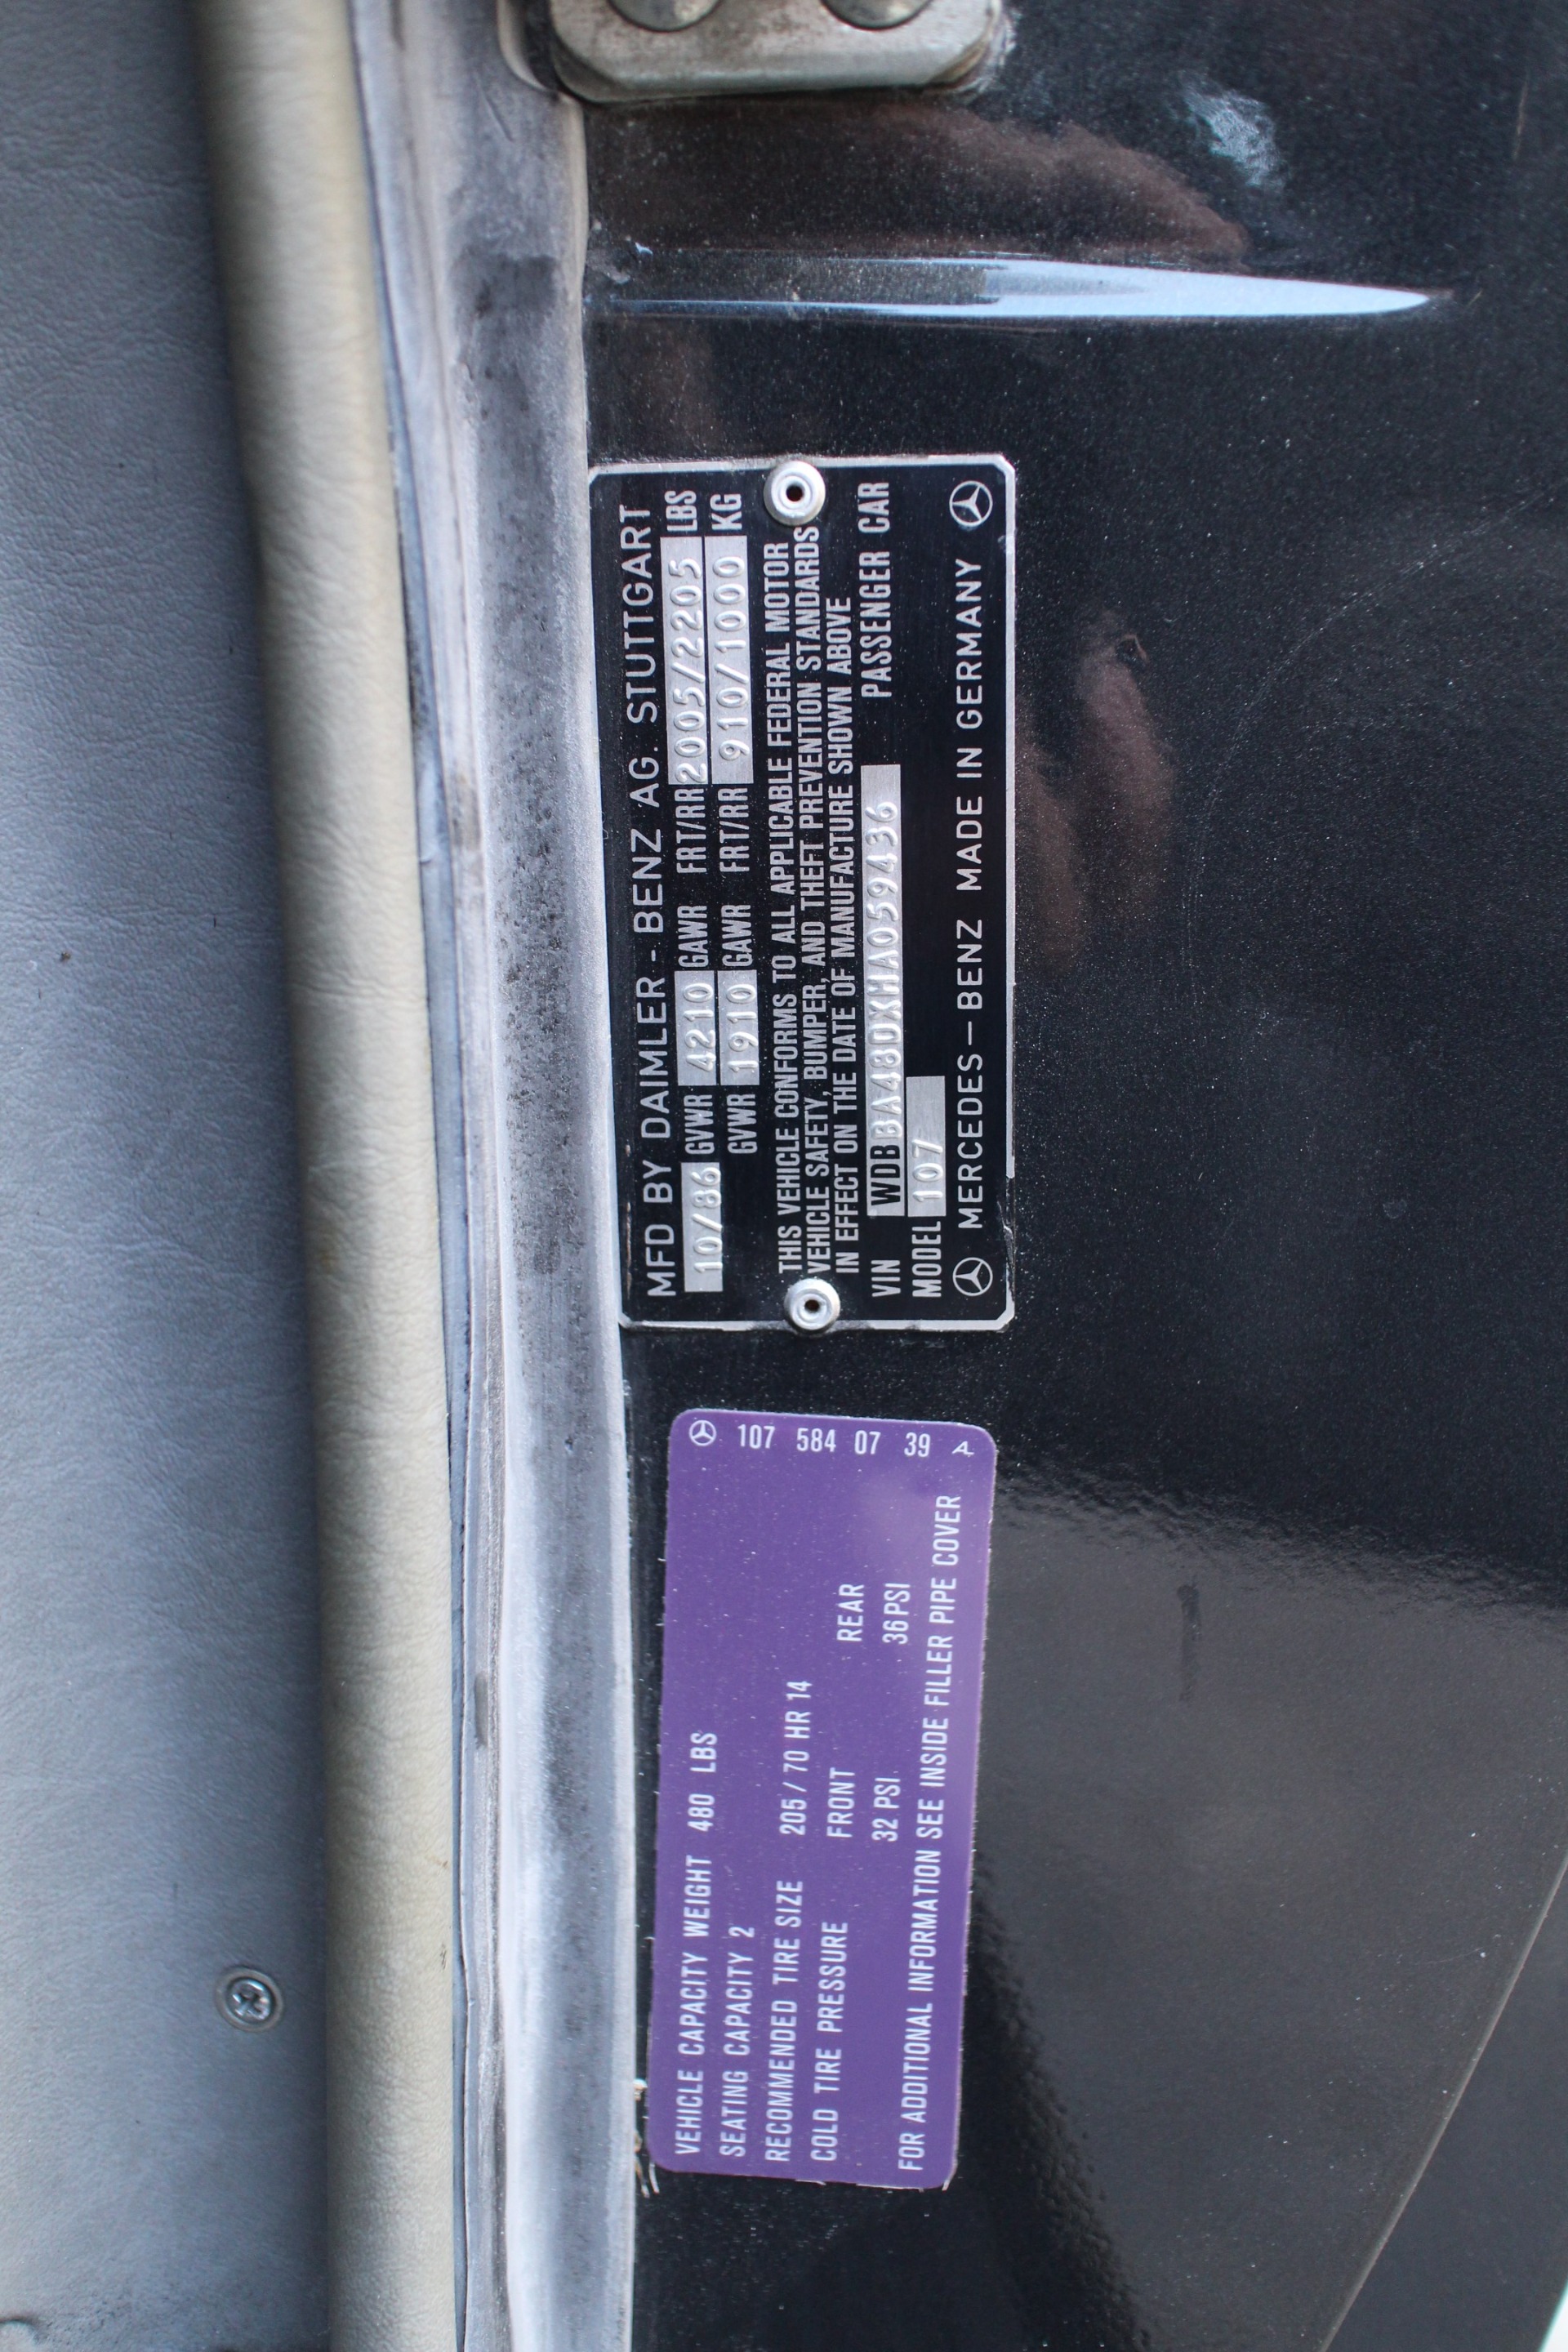 MFD BY DAIMLER - BENZ AG. STUTTGART
10/86 GVWR 4210 GAWR FRT/RR 2005/2205 LBS
GVWR 1910 GAWR FRT/RR 910/1000 KG
THIS VEHICLE CONFORMS TO ALL APPLICABLE FEDERAL MOTOR
VEHICLE SAFETY, BUMPER, AND THEFT PREVENTION STANDARDS
IN EFFECT ON THE DATE OF MANUFACTURE SHOWN ABOVE
VIN WDBBA48DXHA059436 PASSENGER CAR
MODEL 107
MERCEDES-BENZ MADE IN GERMANY
107 584 07 39 A
VEHICLE CAPACITY WEIGHT 480 LBS
SEATING CAPACITY 2
RECOMMENDED TIRE SIZE 205/70 HR 14
COLD TIRE PRESSURE FRONT REAR
32 PSI 36 PSI
FOR ADDITIONAL INFORMATION SEE INSIDE FILLER PIPE COVER